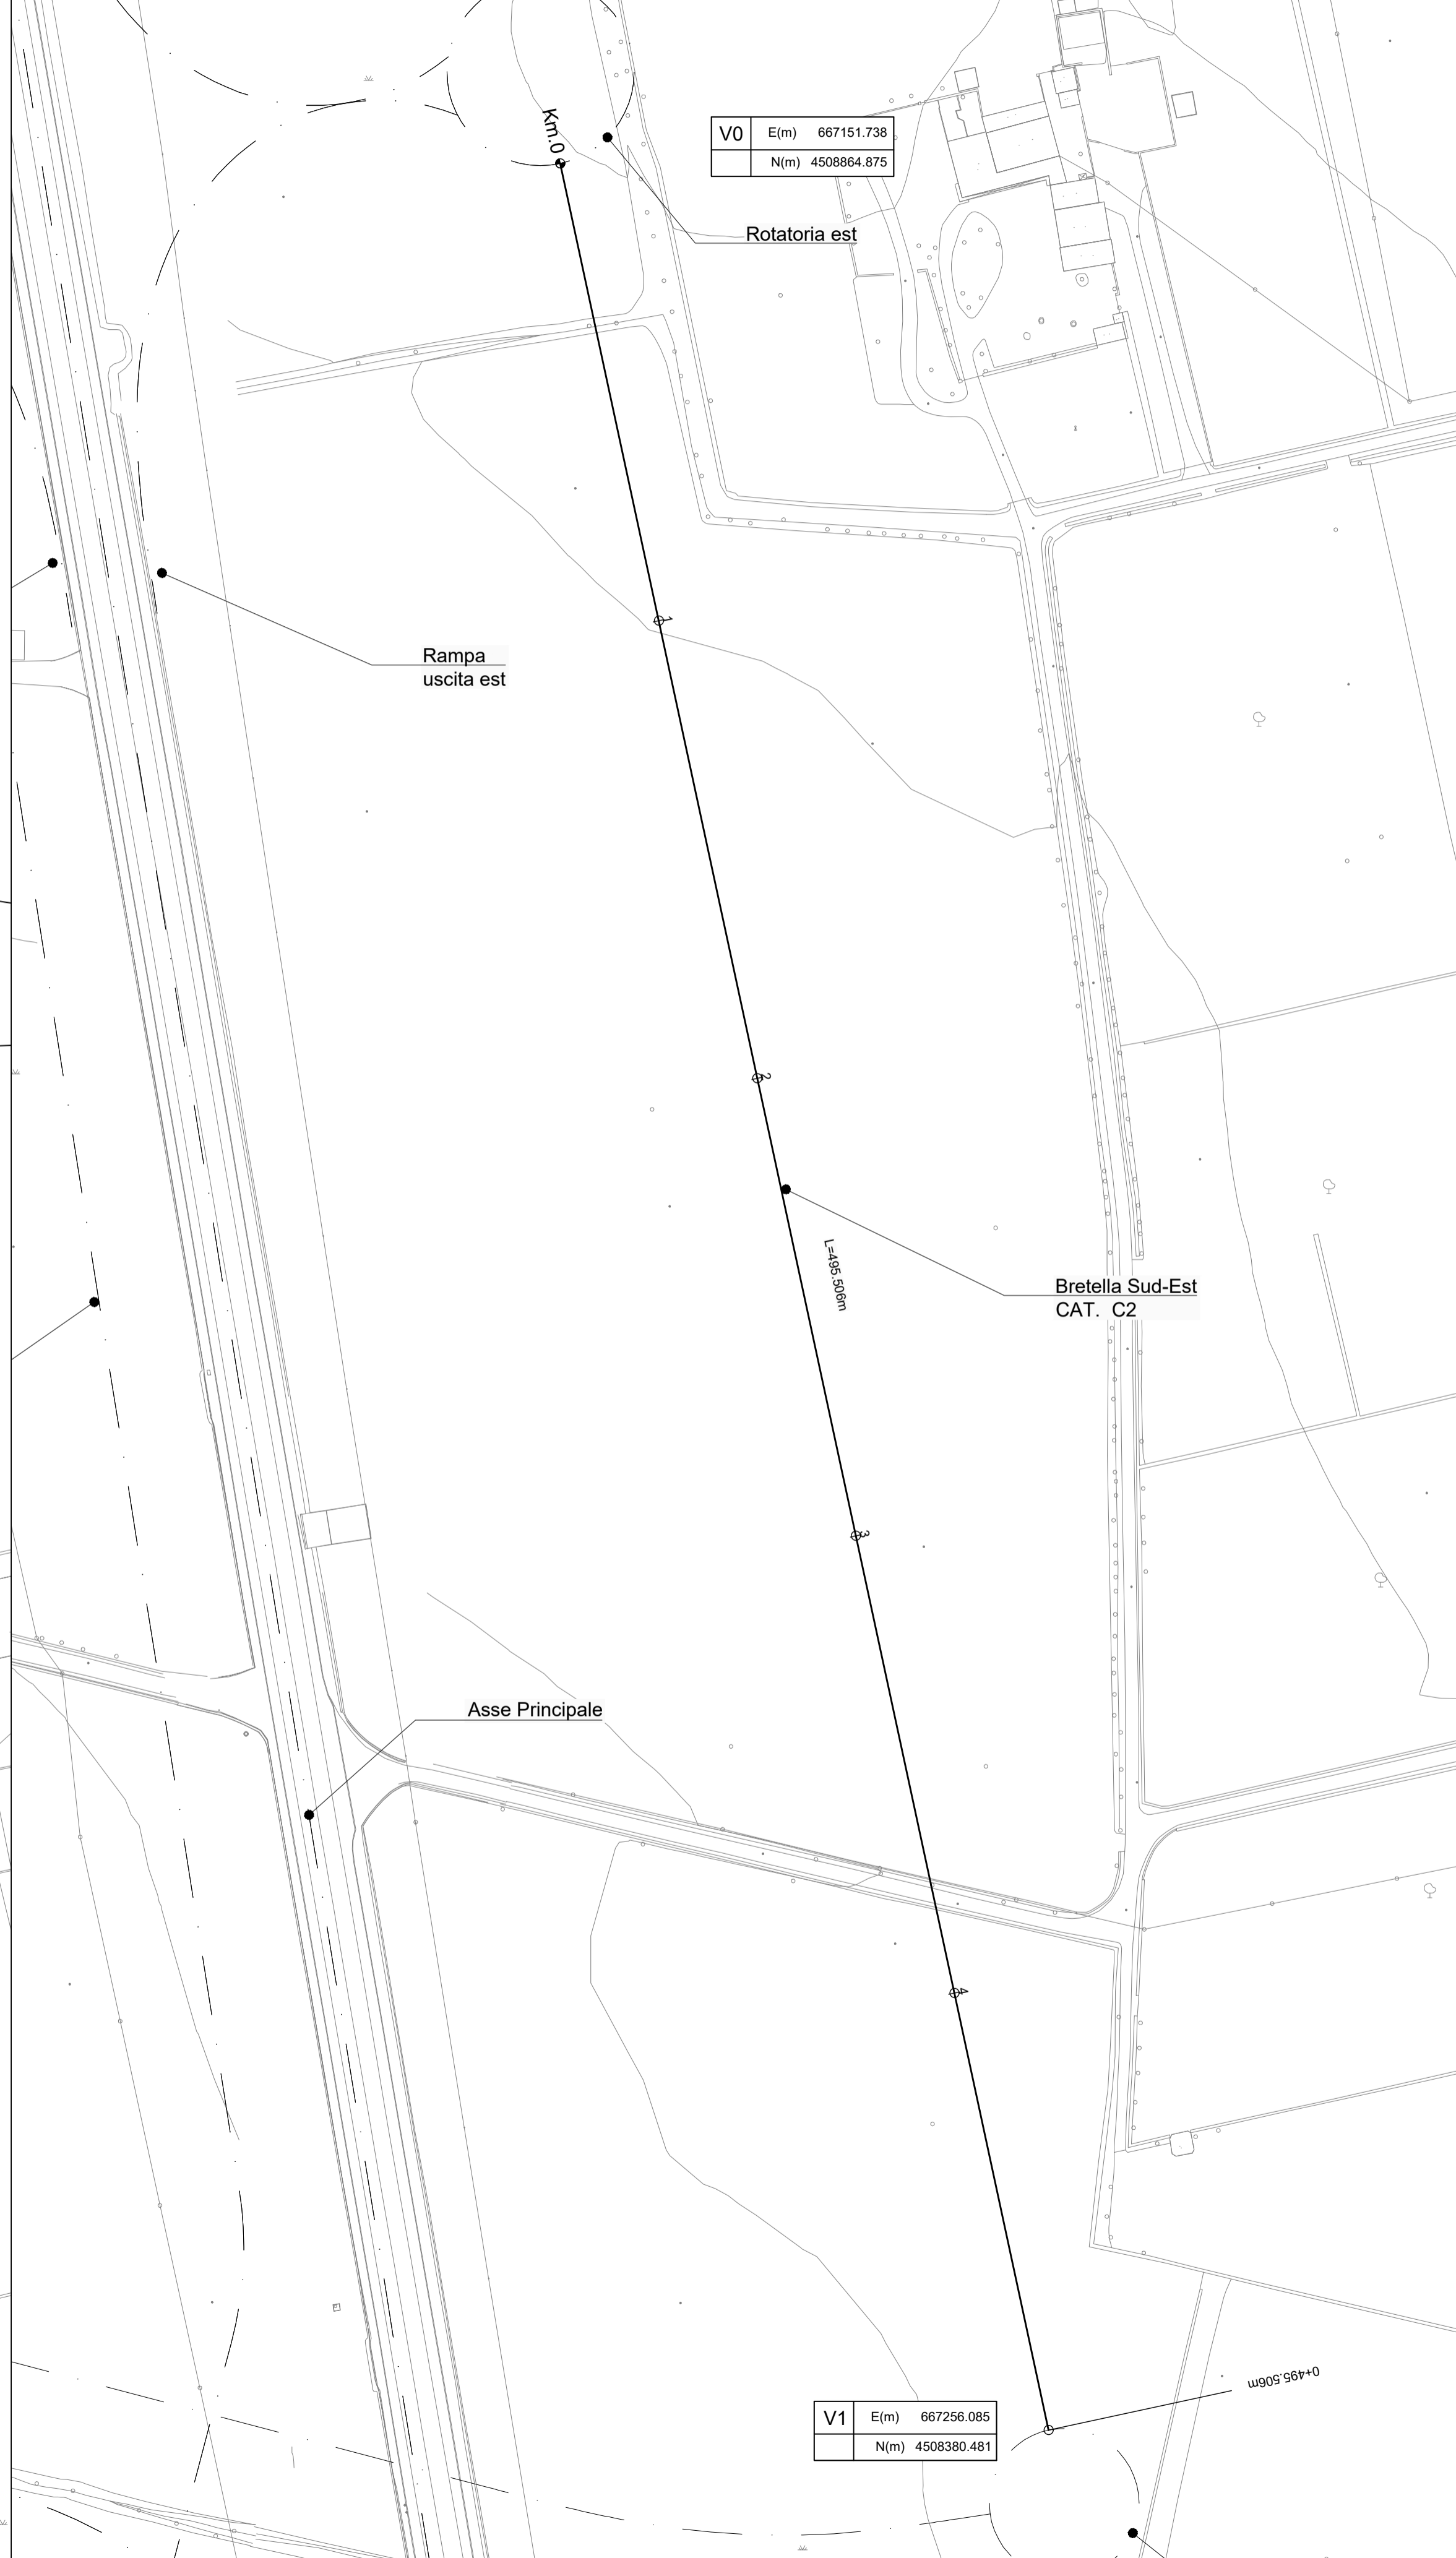 Km.0
V0 E(m) 667151.738
N(m) 4508864.875
Rotatoria est
1
Rampa
uscita est
2
L=495.506m
Bretella Sud-Est
CAT. C2
3
Asse Principale
4
0+495.506m
V1 E(m) 667256.085
N(m) 4508380.481